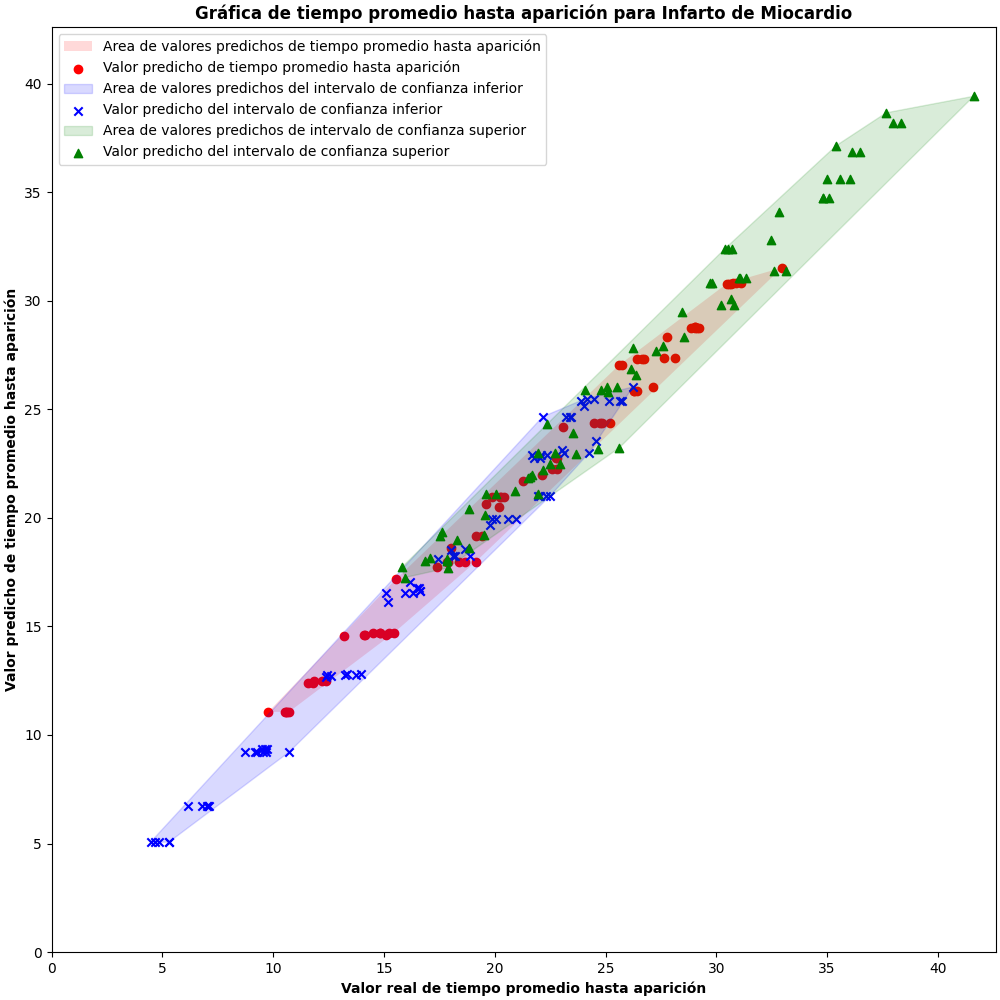 Gráfica de tiempo promedio hasta aparición para Infarto de Miocardio
Area de valores predichos de tiempo promedio hasta aparición
Valor predicho de tiempo promedio hasta aparición
Area de valores predichos del intervalo de confianza inferior
Valor predicho del intervalo de confianza inferior
Area de valores predichos de intervalo de confianza superior
Valor predicho del intervalo de confianza superior
Valor predicho de tiempo promedio hasta aparición
40
35
30
25
20
15
10
5
0
0 5 10 15 20 25 30 35 40
Valor real de tiempo promedio hasta aparición